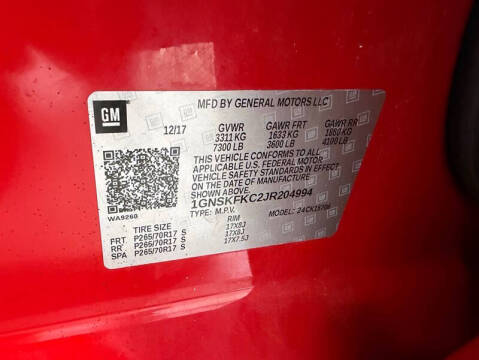 GM
MFD BY GENERAL MOTORS LLC
12/17 GVWR GAWR FRT GAWR RR
3311 KG 1633 KG 1860 KG
7300 LB 3600 LB 4100 LB
THIS VEHICLE CONFORMS TO ALL
APPLICABLE U.S. FEDERAL MOTOR
VEHICLE SAFETY STANDARDS IN EFFECT
ON THE DATE OF MANUFACTURE
SHOWN ABOVE.
1GNSKFKC2JR204994
TYPE: M.P.V. MODEL:
WA9260
TIRE SIZE RIM
FRT P265/70R17 S 17X8J
RR P265/70R17 S 17X8J
SPA P265/70R17 S 17X7.5J